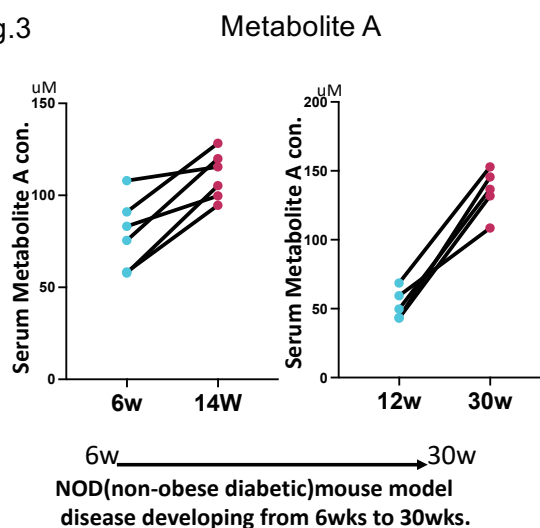 g.3
Metabolite A
uM
150
100
50
0
Serum Metabolite A con.
6w
14W
uM
200
150
100
50
0
Serum Metabolite A con.
12w
30w
6w
30w
NOD(non-obese diabetic)mouse model
disease developing from 6wks to 30wks.